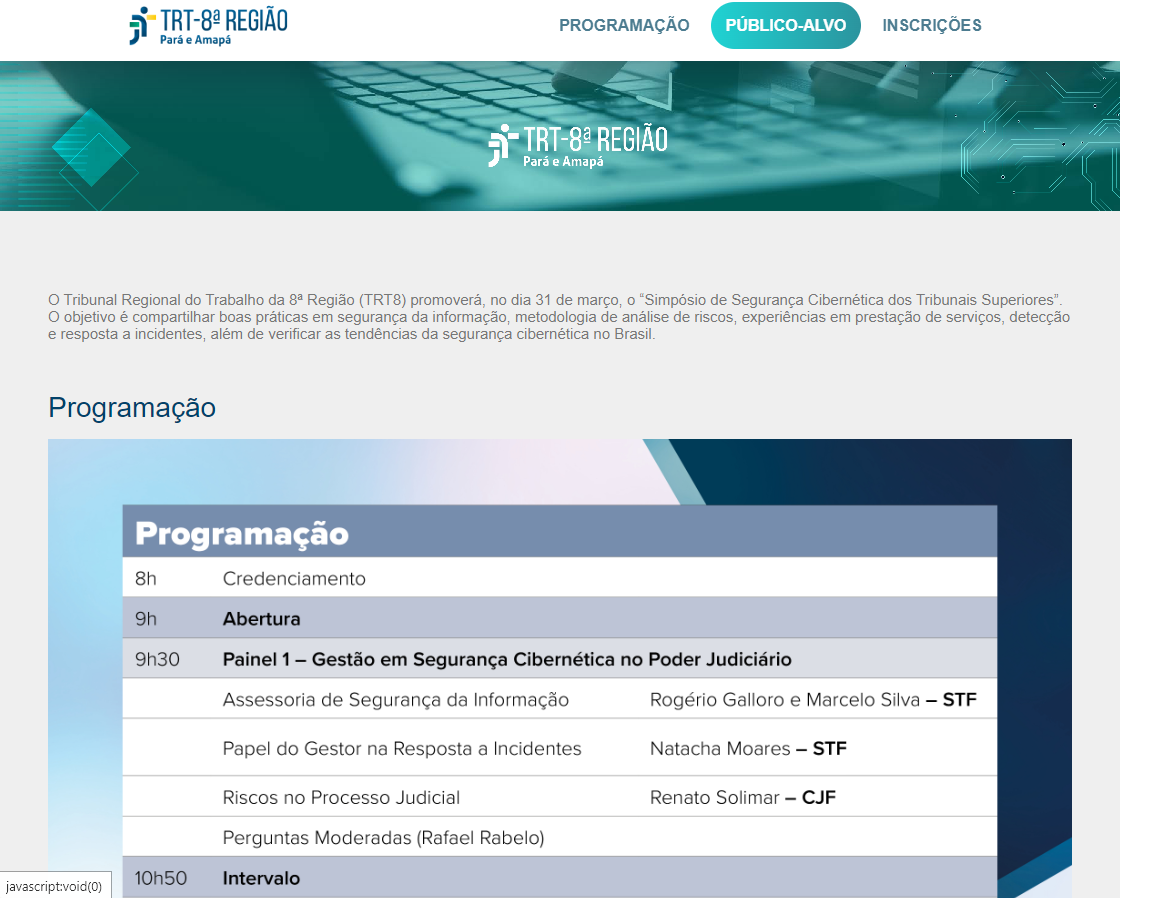 TRT-8ª REGIÃO
Pará e Amapá
PROGRAMAÇÃO PÚBLICO-ALVO INSCRIÇÕES
TRT-8ª REGIÃO
Pará e Amapá
O Tribunal Regional do Trabalho da 8ª Região (TRT8) promoverá, no dia 31 de março, o “Simpósio de Segurança Cibernética dos Tribunais Superiores”.
O objetivo é compartilhar boas práticas em segurança da informação, metodologia de análise de riscos, experiências em prestação de serviços, detecção
e resposta a incidentes, além de verificar as tendências da segurança cibernética no Brasil.
Programação
Programação
8h Credenciamento
9h Abertura
9h30 Painel 1 – Gestão em Segurança Cibernética no Poder Judiciário
Assessoria de Segurança da Informação Rogério Galloro e Marcelo Silva – STF
Papel do Gestor na Resposta a Incidentes Natacha Moares – STF
Riscos no Processo Judicial Renato Solimar – CJF
Perguntas Moderadas (Rafael Rabelo)
10h50 Intervalo
javascript:void(0)